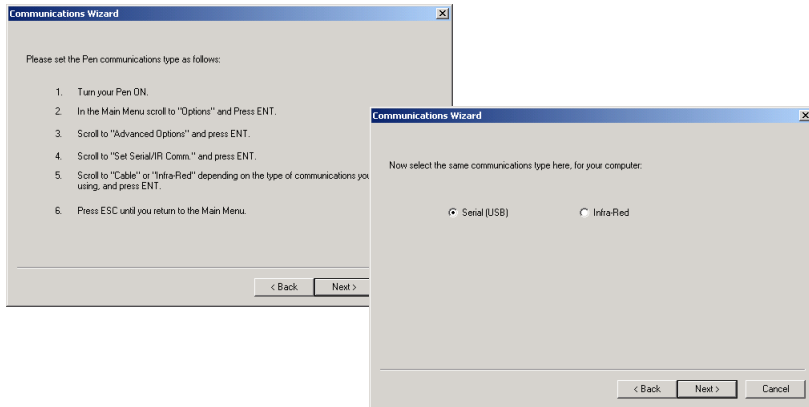 Communications Wizard
Please set the Pen communications type as follows:
1. Turn your Pen ON.
2. In the Main Menu scroll to "Options" and Press ENT.
3. Scroll to "Advanced Options" and press ENT.
4. Scroll to "Set Serial/IR Comm." and press ENT.
5. Scroll to "Cable" or "Infra-Red" depending on the type of communications you
using, and press ENT.
6. Press ESC until you return to the Main Menu.
< Back Next >
Communications Wizard
Now select the same communications type here, for your computer:
Serial (USB) Infra-Red
< Back Next > Cancel